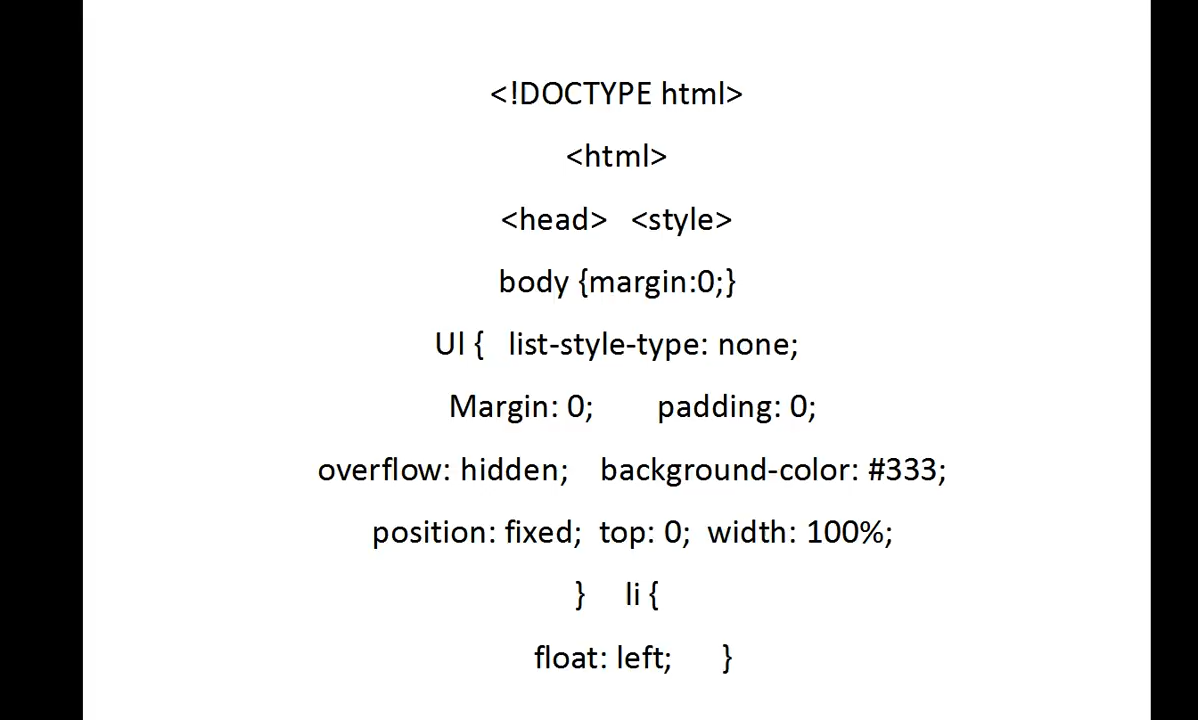 <!DOCTYPE html>
<html>
<head> <style>
body {margin:0;}
Ul { list-style-type: none;
Margin: 0; padding: 0;
overflow: hidden; background-color: #333;
position: fixed; top: 0; width: 100%;
} li {
float: left; }